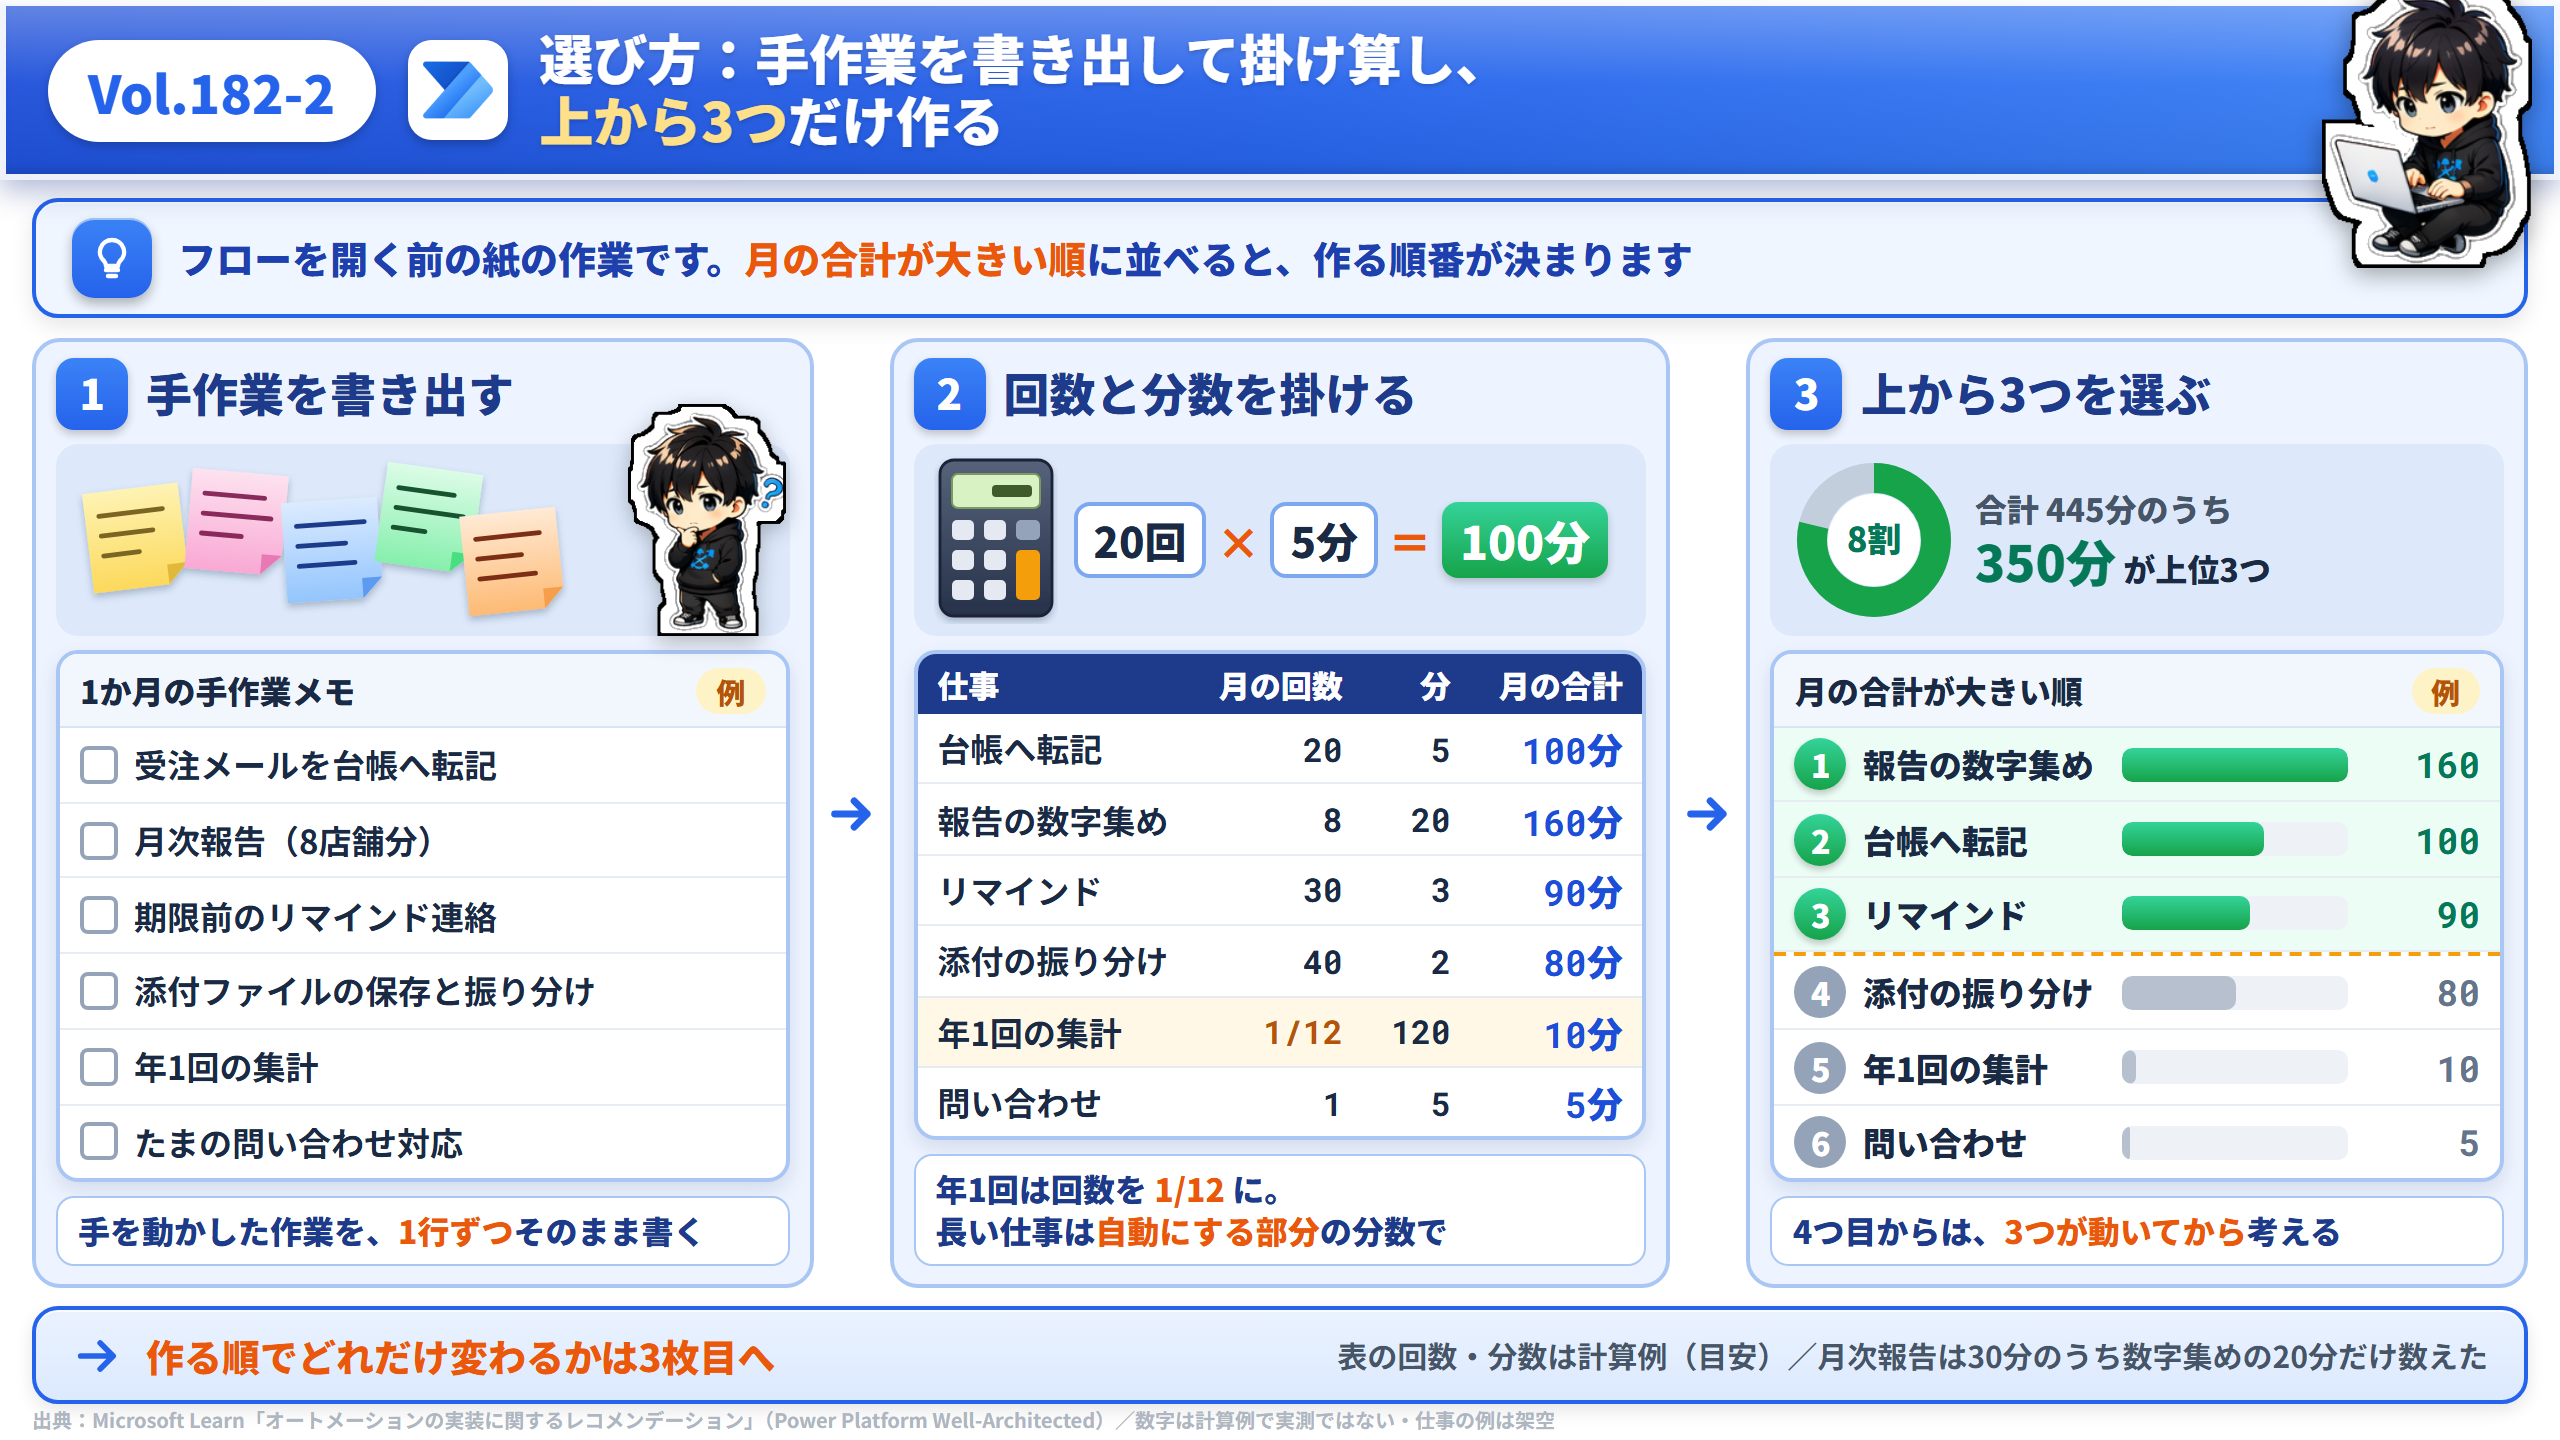 Vol.182-2
選び方：手作業を書き出して掛け算し、
上から3つだけ作る
フローを開く前の紙の作業です。月の合計が大きい順に並べると、作る順番が決まります
1 手作業を書き出す
?
1か月の手作業メモ 例
受注メールを台帳へ転記
月次報告（8店舗分）
期限前のリマインド連絡
添付ファイルの保存と振り分け
年1回の集計
たまの問い合わせ対応
手を動かした作業を、1行ずつそのまま書く
2 回数と分数を掛ける
20回 × 5分 = 100分
仕事 月の回数 分 月の合計
台帳へ転記 20 5 100分
報告の数字集め 8 20 160分
リマインド 30 3 90分
添付の振り分け 40 2 80分
年1回の集計 1/12 120 10分
問い合わせ 1 5 5分
年1回は回数を 1/12 に。
長い仕事は自動にする部分の分数で
3 上から3つを選ぶ
8割
合計 445分のうち
350分 が上位3つ
月の合計が大きい順 例
1 報告の数字集め 160
2 台帳へ転記 100
3 リマインド 90
4 添付の振り分け 80
5 年1回の集計 10
6 問い合わせ 5
4つ目からは、3つが動いてから考える
→ 作る順でどれだけ変わるかは3枚目へ
表の回数・分数は計算例（目安）／月次報告は30分のうち数字集めの20分だけ数えた
出典：Microsoft Learn「オートメーションの実装に関するレコメンデーション」（Power Platform Well-Architected）／数字は計算例で実測ではない・仕事の例は架空